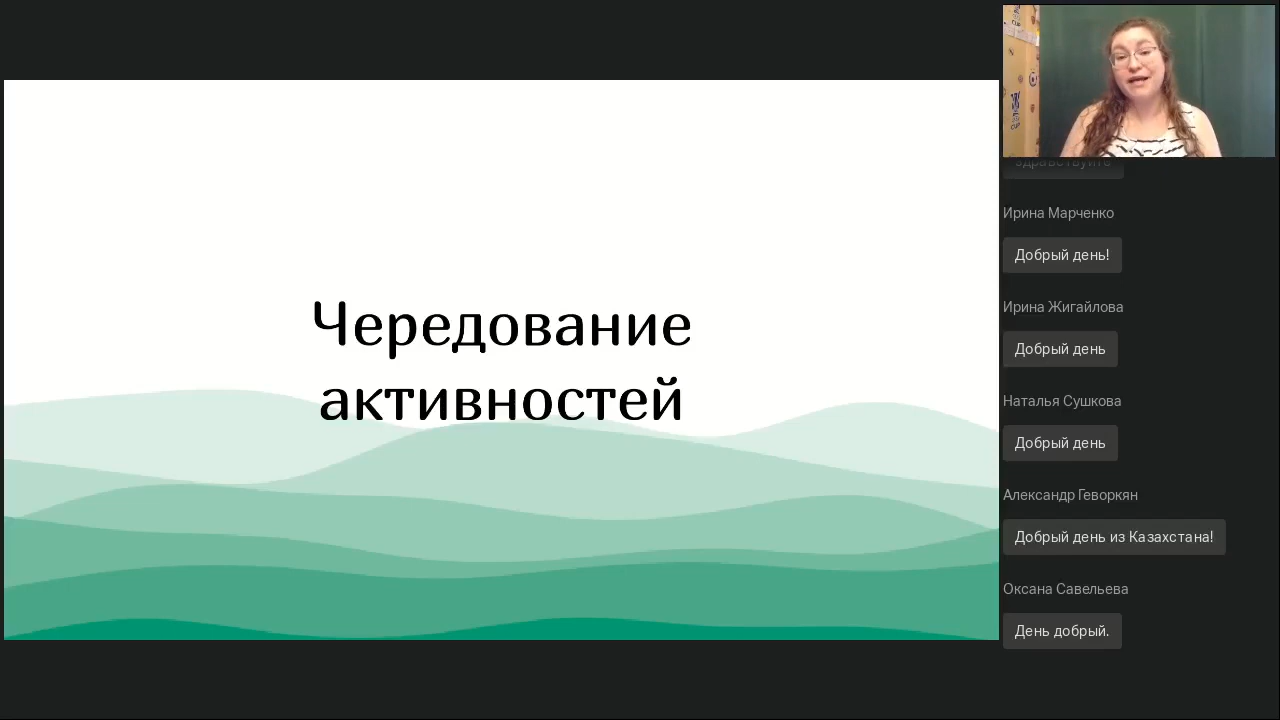 Чередование
активностей
здравствуйте
Ирина Марченко
Добрый день!
Ирина Жигайлова
Добрый день
Наталья Сушкова
Добрый день
Александр Геворкян
Добрый день из Казахстана!
Оксана Савельева
День добрый.